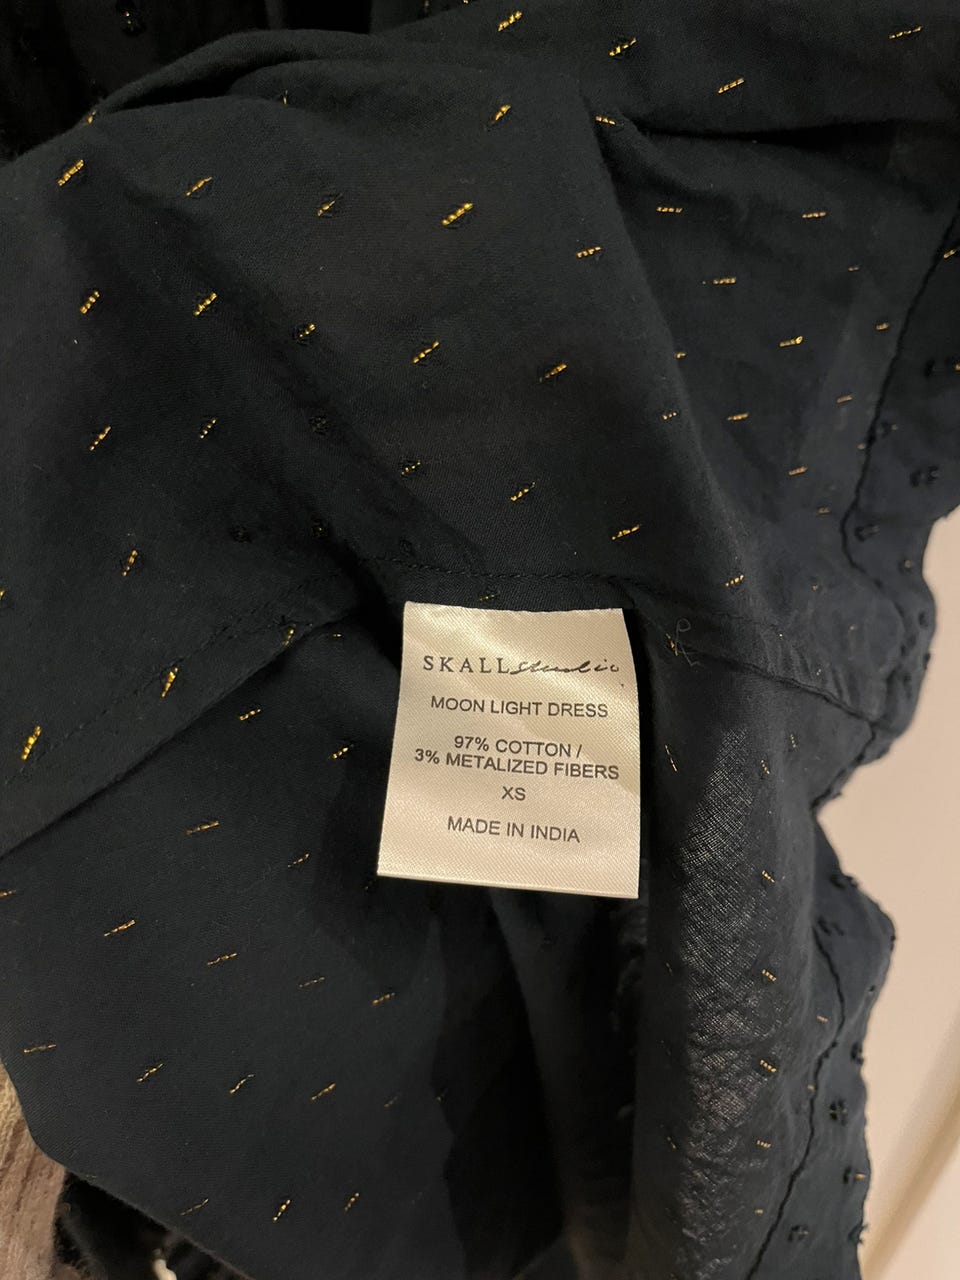 SKALL studio
MOON LIGHT DRESS
97% COTTON /
3% METALIZED FIBERS
XS
MADE IN INDIA